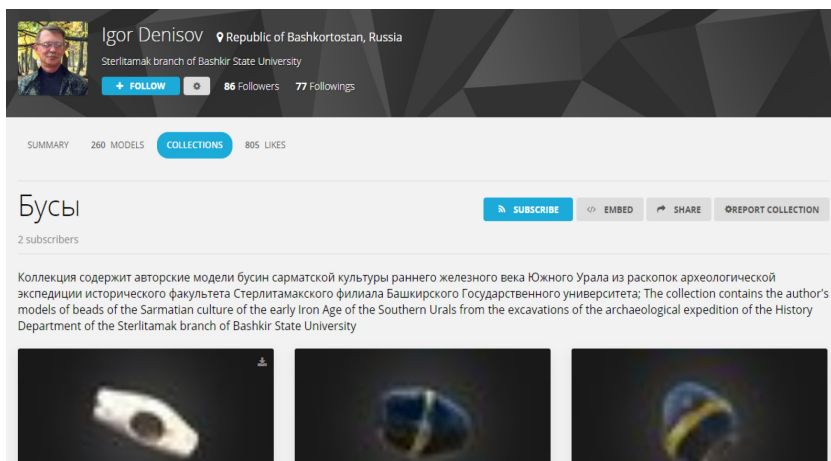 Igor Denisov Republic of Bashkortostan, Russia
Sterlitamak branch of Bashkir State University
+ FOLLOW 86 Followers 77 Followings
SUMMARY 260 MODELS COLLECTIONS 805 LIKES
Бусы
SUBSCRIBE </> EMBED SHARE REPORT COLLECTION
2 subscribers
Коллекция содержит авторские модели бусин сарматской культуры раннего железного века Южного Урала из раскопок археологической
экспедиции исторического факультета Стерлитамакского филиала Башкирского Государственного университета; The collection contains the author's
models of beads of the Sarmatian culture of the early Iron Age of the Southern Urals from the excavations of the archaeological expedition of the History
Department of the Sterlitamak branch of Bashkir State University